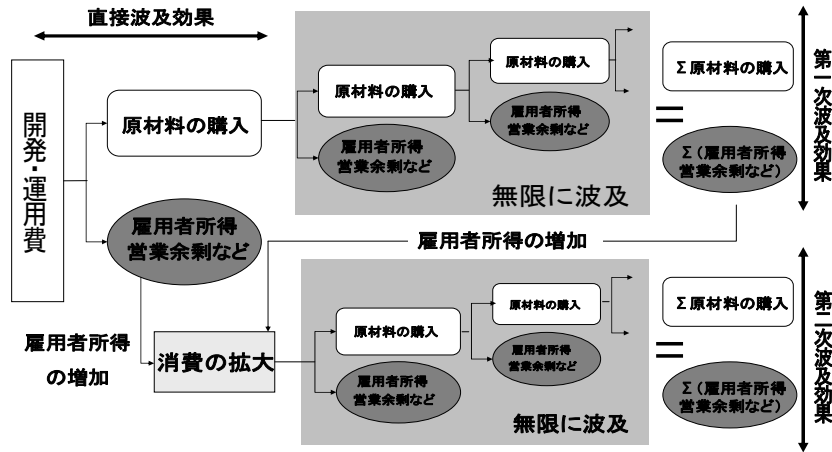 直接波及効果
開発・運用費
原材料の購入
雇用者所得
営業余剰など
原材料の購入
雇用者所得
営業余剰など
原材料の購入
雇用者所得
営業余剰など
無限に波及
=
Σ原材料の購入
Σ(雇用者所得
営業余剰など)
第一次波及効果
雇用者所得の増加
雇用者所得
の増加
消費の拡大
原材料の購入
雇用者所得
営業余剰など
原材料の購入
雇用者所得
営業余剰など
無限に波及
=
Σ原材料の購入
Σ(雇用者所得
営業余剰など)
第二次波及効果